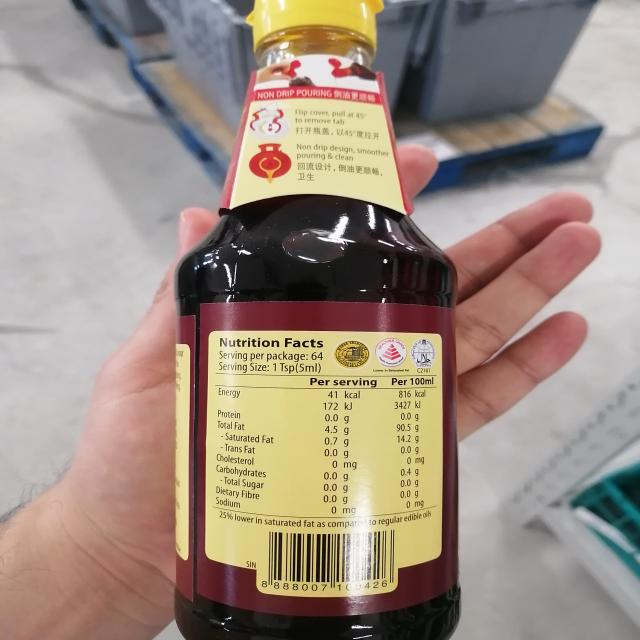 NON DRIP POURING 倒油更顺畅
Flip cover, pull at 45°
to remove tab
打开瓶盖，以45°度拉开
Non drip design, smoother
pouring & clean
回流设计，倒油更顺畅，
卫生
Nutrition Facts
Serving per package: 64
Serving Size: 1 Tsp(5ml)
Lower in Saturated Fat
Per serving Per 100ml
Energy 41 kcal 816 kcal
172 kJ 3427 kJ
Protein 0.0 g 0.0 g
Total Fat 4.5 g 90.5 g
- Saturated Fat 0.7 g 14.2 g
- Trans Fat 0.0 g 0.0 g
Cholesterol 0 mg 0 mg
Carbohydrates 0.0 g 0.4 g
- Total Sugar 0.0 g 0.0 g
Dietary Fibre 0.0 g 0.0 g
Sodium 0 mg 0 mg
25% lower in saturated fat as compared to regular edible oils
SIN